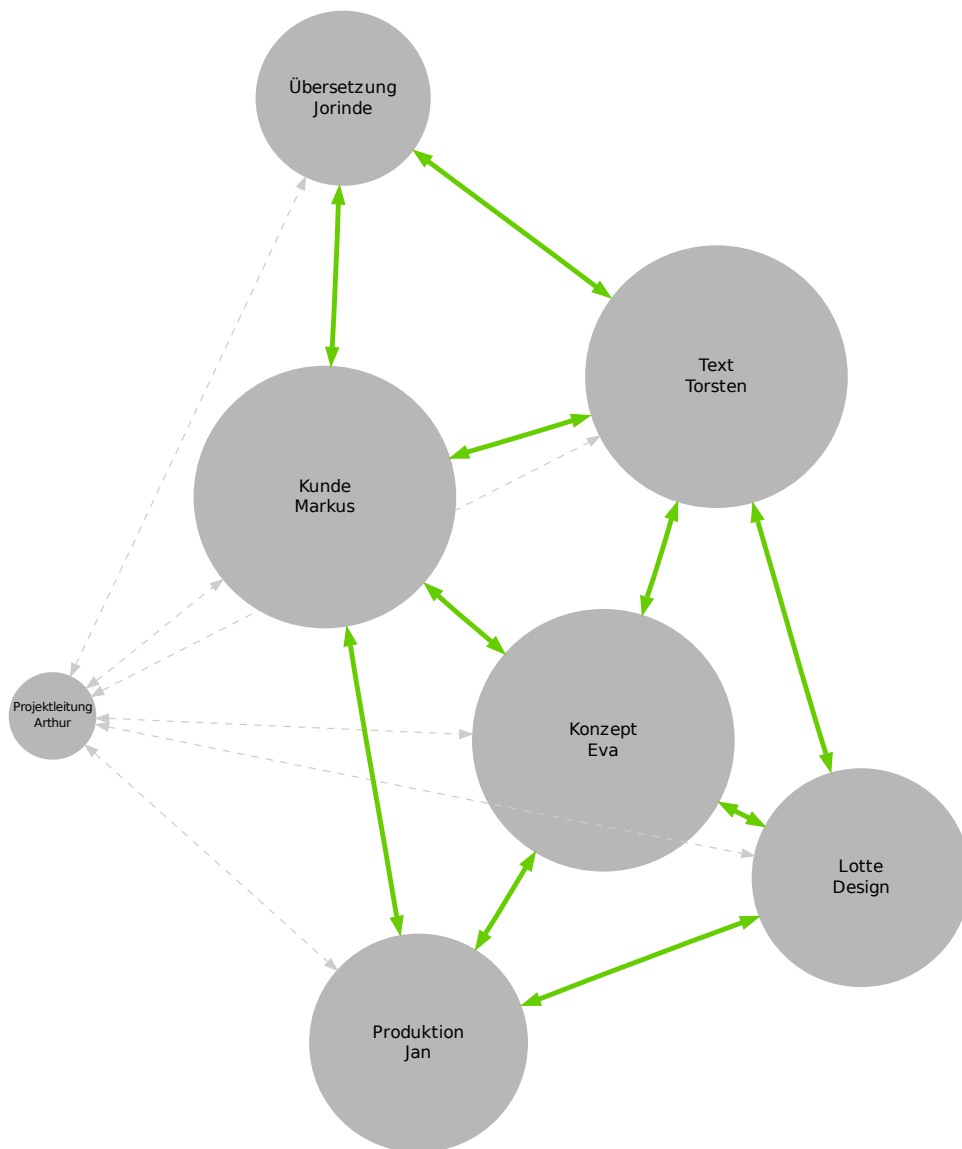 Übersetzung
Jorinde
Text
Torsten
Kunde
Markus
Projektleitung
Arthur
Konzept
Eva
Lotte
Design
Produktion
Jan